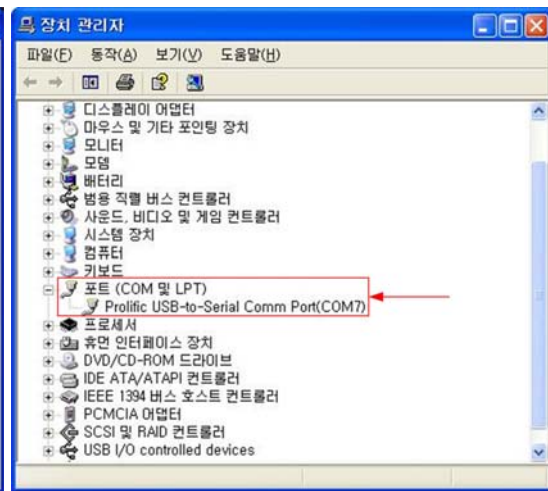 장치 관리자
파일(F) 동작(A) 보기(V) 도움말(H)
디스플레이 어댑터
마우스 및 기타 포인팅 장치
모니터
모뎀
배터리
범용 직렬 버스 컨트롤러
사운드, 비디오 및 게임 컨트롤러
시스템 장치
컴퓨터
키보드
포트 (COM 및 LPT)
Prolific USB-to-Serial Comm Port(COM7)
프로세서
휴먼 인터페이스 장치
DVD/CD-ROM 드라이브
IDE ATA/ATAPI 컨트롤러
IEEE 1394 버스 호스트 컨트롤러
PCMCIA 어댑터
SCSI 및 RAID 컨트롤러
USB I/O controlled devices